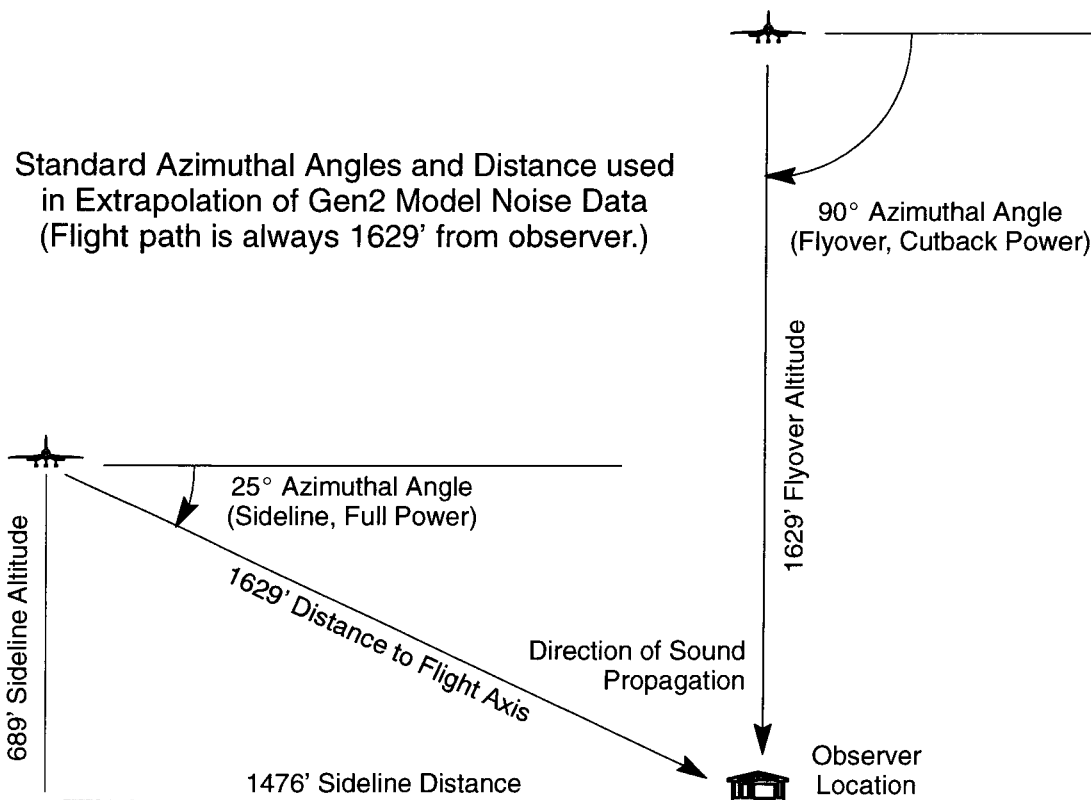 Standard Azimuthal Angles and Distance used
in Extrapolation of Gen2 Model Noise Data
(Flight path is always 1629' from observer.)
90° Azimuthal Angle
(Flyover, Cutback Power)
1629' Flyover Altitude
25° Azimuthal Angle
(Sideline, Full Power)
689' Sideline Altitude
1629' Distance to Flight Axis
Direction of Sound
Propagation
Observer
Location
1476' Sideline Distance